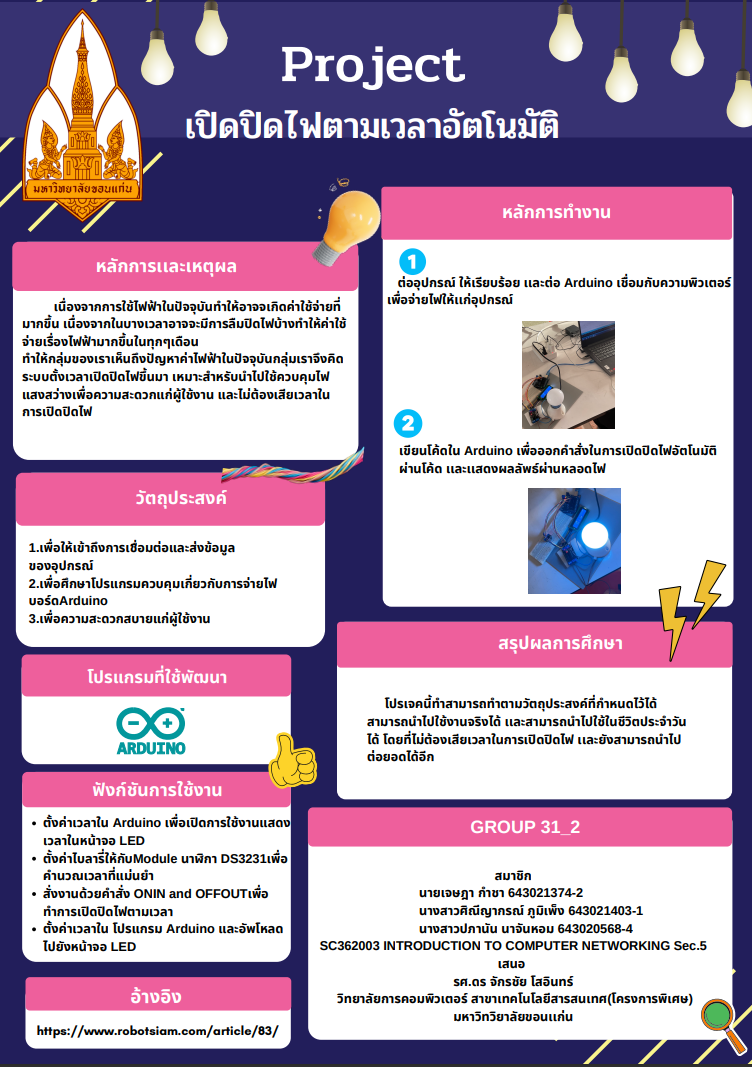 Project
เปิดปิดไฟตามเวลาอัตโนมัติ
มหาวิทยาลัยขอนแก่น
หลักการและเหตุผล
เนื่องจากการใช้ไฟฟ้าในปัจจุบันทำให้อาจจเกิดค่าใช้จ่ายที่
มากขึ้น เนื่องจากในบางเวลาอาจจะมีการลืมปิดไฟบ้างทำให้ค่าใช้
จ่ายเรื่องไฟฟ้ามากขึ้นในทุกๆเดือน
ทำให้กลุ่มของเราเห็นถึงปัญหาค่าไฟฟ้าในปัจจุบันกลุ่มเราจึงคิด
ระบบตั้งเวลาเปิดปิดไฟขึ้นมา เหมาะสำหรับนำไปใช้ควบคุมไฟ
แสงสว่างเพื่อความสะดวกแก่ผู้ใช้งาน และไม่ต้องเสียเวลาใน
การเปิดปิดไฟ
วัตถุประสงค์
1.เพื่อให้เข้าถึงการเชื่อมต่อและส่งข้อมูล
ของอุปกรณ์
2.เพื่อศึกษาโปรแกรมควบคุมเกี่ยวกับการจ่ายไฟ
บอร์ดArduino
3.เพื่อความสะดวกสบายแก่ผู้ใช้งาน
โปรแกรมที่ใช้พัฒนา
ARDUINO
ฟังก์ชันการใช้งาน
• ตั้งค่าเวลาใน Arduino เพื่อเปิดการใช้งานแสดง
เวลาในหน้าจอ LED
• ตั้งค่าไบลารี่ให้กับModule นาฬิกา DS3231เพื่อ
คำนวณเวลาที่แม่นยำ
• สั่งงานด้วยคำสั่ง ONIN and OFFOUTเพื่อ
ทำการเปิดปิดไฟตามเวลา
• ตั้งค่าเวลาใน โปรแกรม Arduino และอัพโหลด
ไปยังหน้าจอ LED
อ้างอิง
https://www.robotsiam.com/article/83/
หลักการทำงาน
1
ต่ออุปกรณ์ ให้เรียบร้อย และต่อ Arduino เชื่อมกับความพิวเตอร์
เพื่อจ่ายไฟให้แก่อุปกรณ์
2
เขียนโค้ดใน Arduino เพื่อออกคำสั่งในการเปิดปิดไฟอัตโนมัติ
ผ่านโค้ด และแสดงผลลัพธ์ผ่านหลอดไฟ
สรุปผลการศึกษา
โปรเจคนี้ทำสามารถทำตามวัตถุประสงค์ที่กำหนดไว้ได้
สามารถนำไปใช้งานจริงได้ และสามารถนำไปใช้ในชีวิตประจำวัน
ได้ โดยที่ไม่ต้องเสียเวลาในการเปิดปิดไฟ และยังสามารถนำไป
ต่อยอดได้อีก
GROUP 31_2
สมาชิก
นายเจษฎา กำชา 643021374-2
นางสาวศิณีญากรณ์ ภูมิเพ็ง 643021403-1
นางสาวปภานัน นาจันหอม 643020568-4
SC362003 INTRODUCTION TO COMPUTER NETWORKING Sec.5
เสนอ
รศ.ดร จักรชัย โสอินทร์
วิทยาลัยการคอมพิวเตอร์ สาขาเทคโนโลยีสารสนเทศ(โครงการพิเศษ)
มหาวิทวิยาลัยขอนแก่น